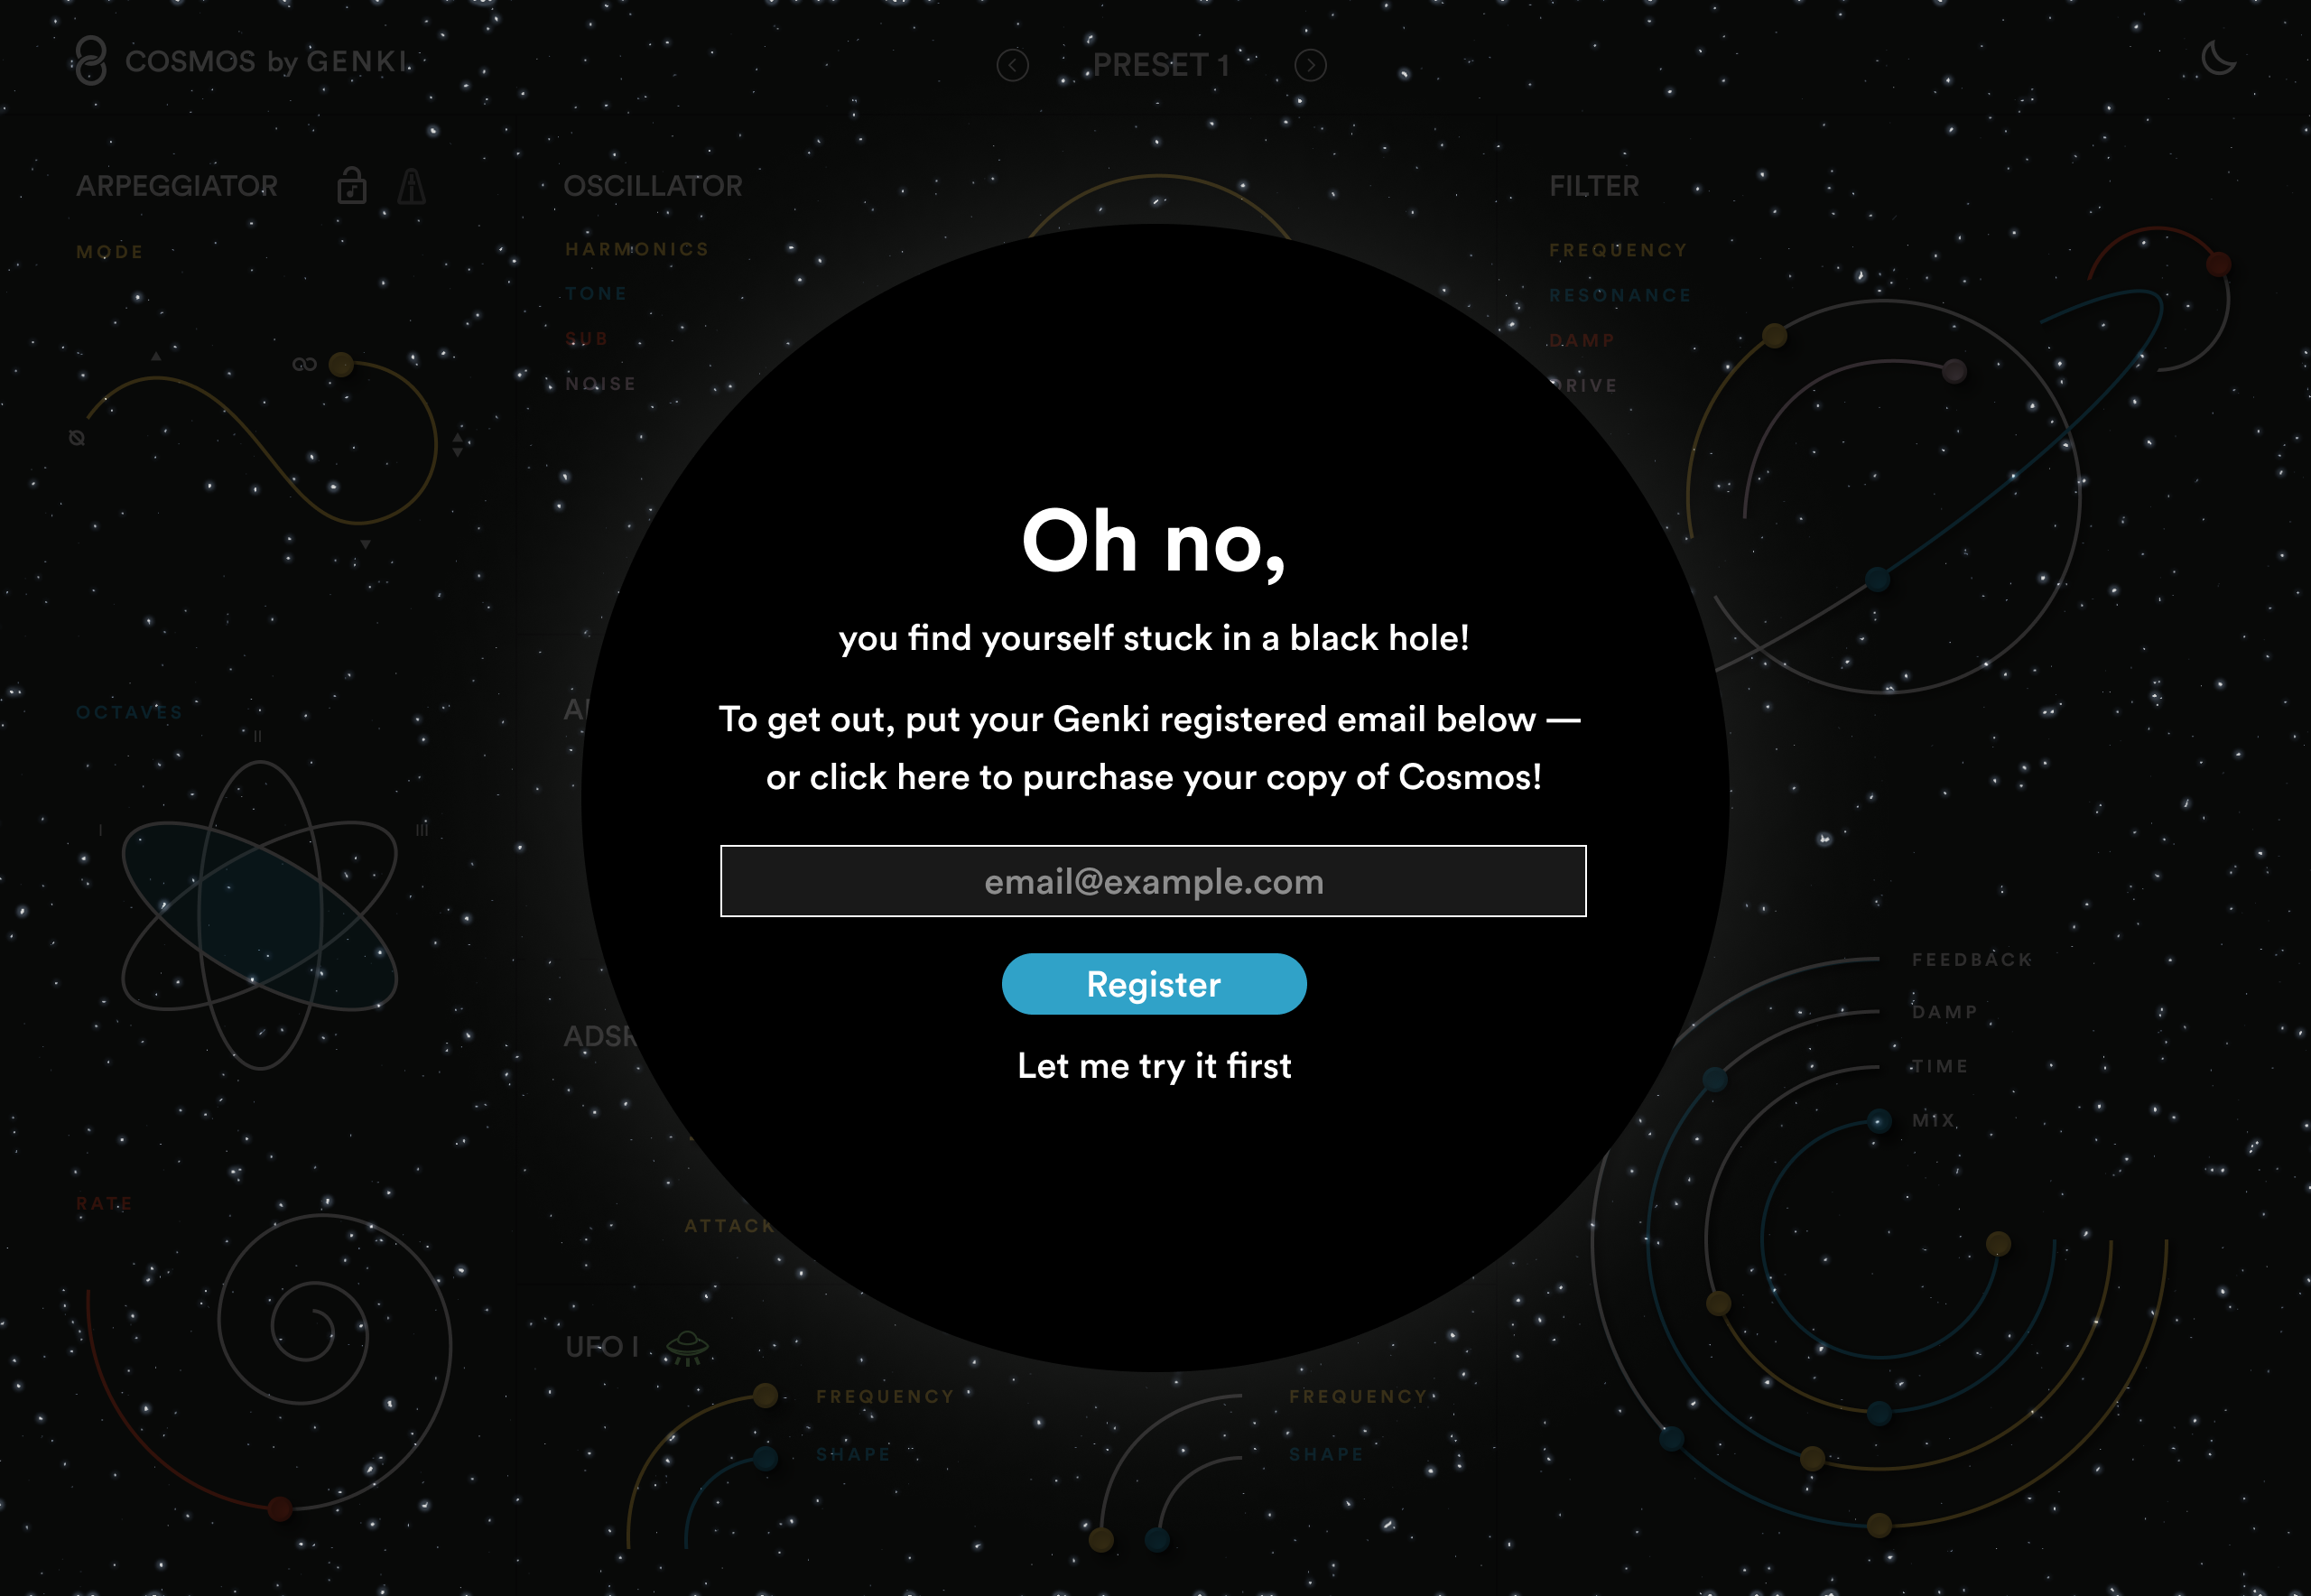 COSMOS by GENKI
PRESET 1
ARPEGGIATOR
MODE
OCTAVES
I
II
III
RATE
OSCILLATOR
HARMONICS
TONE
SUB
NOISE
FILTER
FREQUENCY
RESONANCE
DAMP
DRIVE
Oh no,
you find yourself stuck in a black hole!
To get out, put your Genki registered email below —
or click here to purchase your copy of Cosmos!
email@example.com
Register
Let me try it first
ADSR
ATTACK
UFO I
FREQUENCY
SHAPE
FREQUENCY
SHAPE
FEEDBACK
DAMP
TIME
MIX